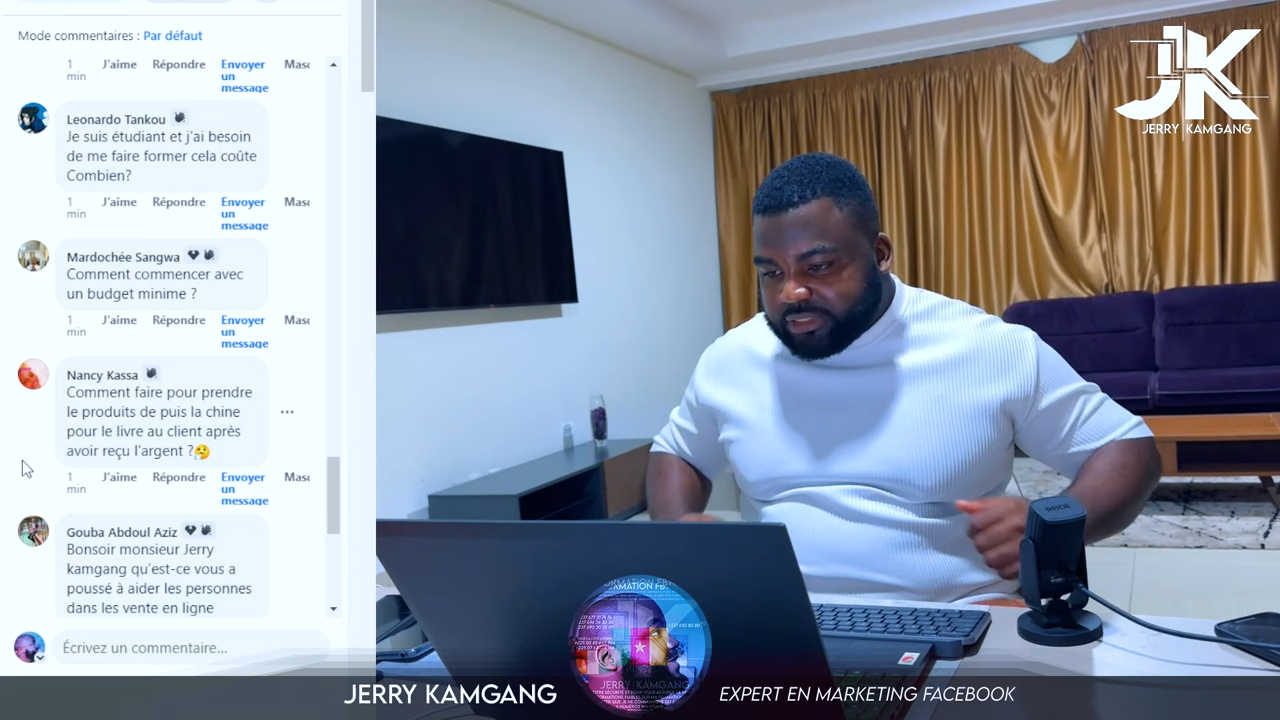 Mode commentaires : Par défaut
1 min J'aime Répondre Envoyer un message
Leonardo Tankou
Je suis étudiant et j'ai besoin
de me faire former cela coûte
Combien?
1 min J'aime Répondre Envoyer un message
Mardochée Sangwa
Comment commencer avec
un budget minime ?
1 min J'aime Répondre Envoyer un message
Nancy Kassa
Comment faire pour prendre
le produits de puis la chine
pour le livre au client après
avoir reçu l'argent ?🤔
1 min J'aime Répondre Envoyer un message
Gouba Abdoul Aziz
Bonsoir monsieur Jerry
kamgang qu'est-ce vous a
poussé à aider les personnes
dans les vente en ligne
Écrivez un commentaire...
JK
JERRY KAMGANG
RODE
JERRY KAMGANG
JERRY KAMGANG
EXPERT EN MARKETING FACEBOOK